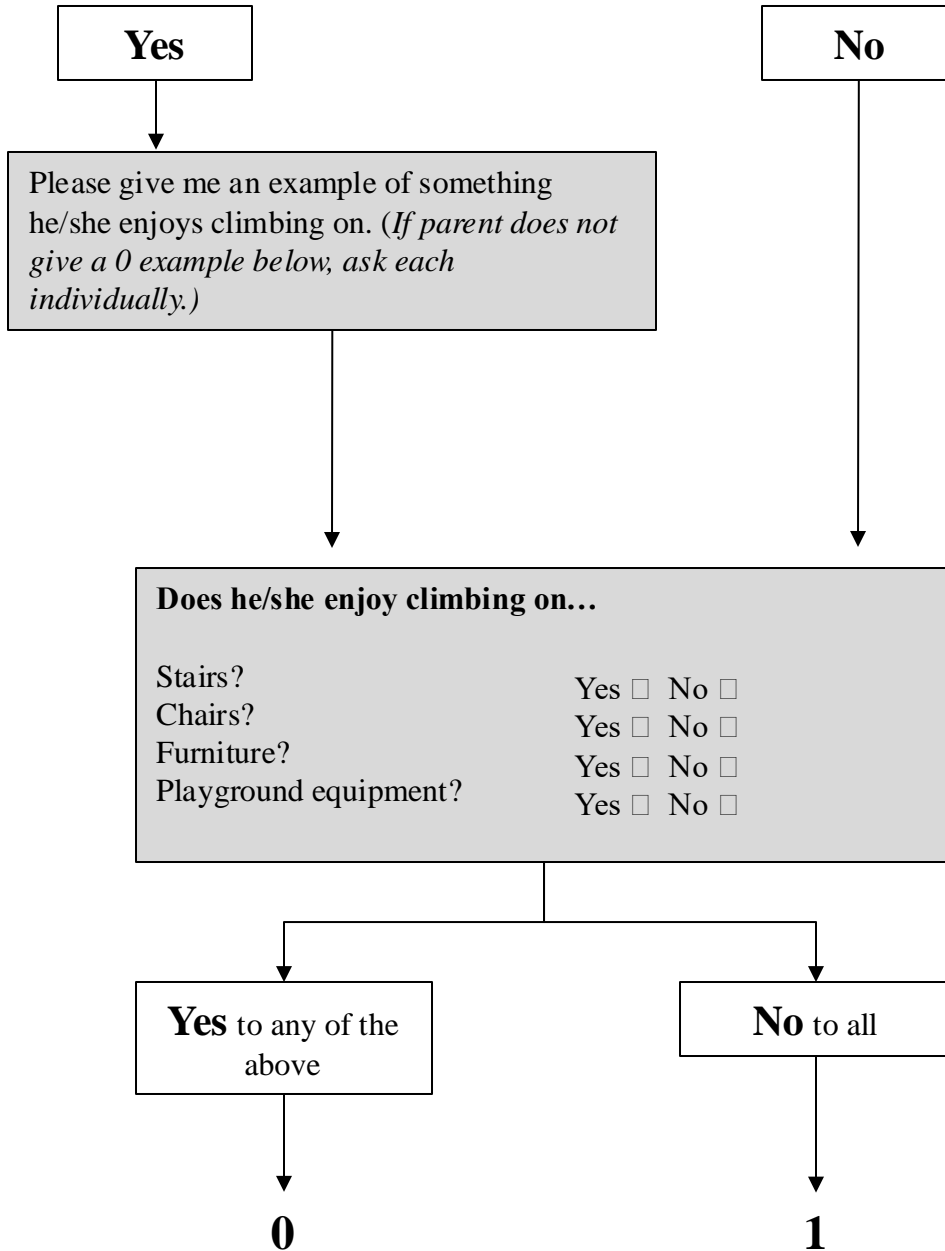 Yes
No
Please give me an example of something
he/she enjoys climbing on. (If parent does not
give a 0 example below, ask each
individually.)
Does he/she enjoy climbing on…
Stairs? Yes □ No □
Chairs? Yes □ No □
Furniture? Yes □ No □
Playground equipment? Yes □ No □
Yes to any of the
above
No to all
0
1